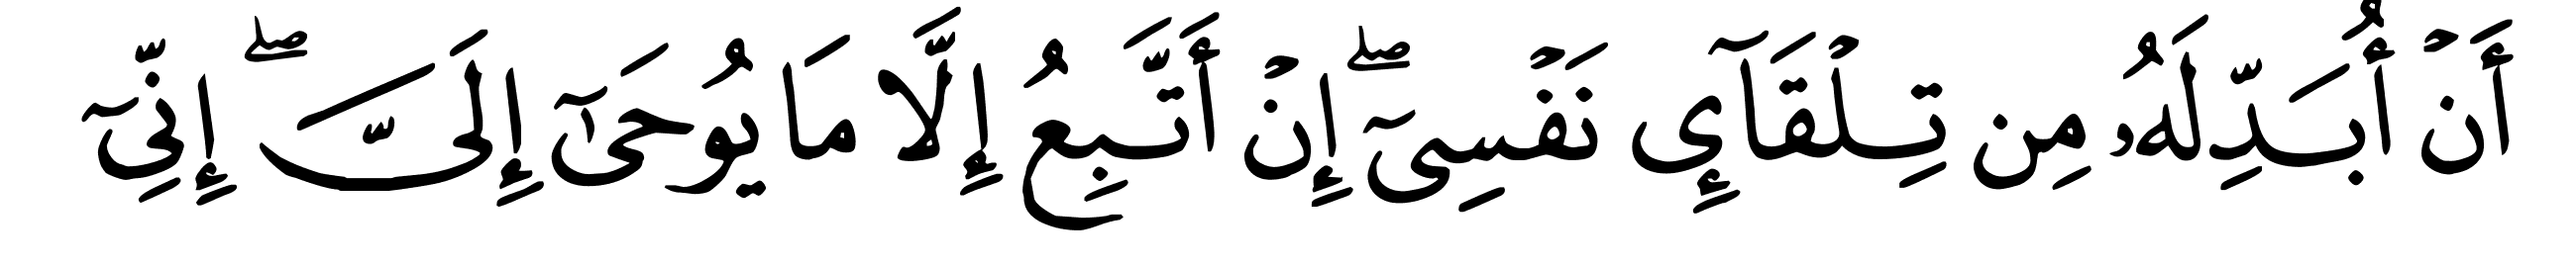 أَنۡ أُبَدِّلَهُۥ مِن تِلۡقَآيِٕ نَفۡسِيٓۖ إِنۡ أَتَّبِعُ إِلَّا مَا يُوحَىٰٓ إِلَيَّۖ إِنِّيٓ